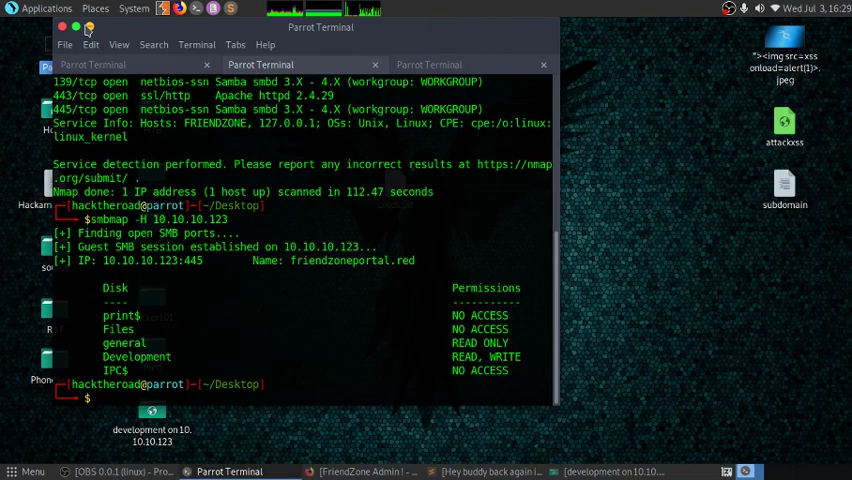 Applications Places System Wed Jul 3, 16:29
Parrot Terminal
File Edit View Search Terminal Tabs Help
Parrot Terminal × Parrot Terminal × Parrot Terminal ×
139/tcp open netbios-ssn Samba smbd 3.X - 4.X (workgroup: WORKGROUP)
443/tcp open ssl/http Apache httpd 2.4.29
445/tcp open netbios-ssn Samba smbd 3.X - 4.X (workgroup: WORKGROUP)
Service Info: Hosts: FRIENDZONE, 127.0.0.1; OSs: Unix, Linux; CPE: cpe:/o:linux:
linux_kernel
Service detection performed. Please report any incorrect results at https://nmap
.org/submit/ .
Nmap done: 1 IP address (1 host up) scanned in 112.47 seconds
[hacktheroad@parrot]-[~/Desktop]
$smbmap -H 10.10.10.123
[+] Finding open SMB ports....
[+] Guest SMB session established on 10.10.10.123...
[+] IP: 10.10.10.123:445 Name: friendzoneportal.red
Disk Permissions
---- -----------
print$ NO ACCESS
Files NO ACCESS
general READ ONLY
Development READ, WRITE
IPC$ NO ACCESS
[hacktheroad@parrot]-[~/Desktop]
$
"><img src=xss
onload=alert(1)>.
jpeg
attackxss
subdomain
Hackam
Phone
development on 10.
10.10.123
Menu OBS 0.0.1 (linux) - Pro... Parrot Terminal [FriendZone Admin ! - ... [Hey buddy back again i... [development on 10....